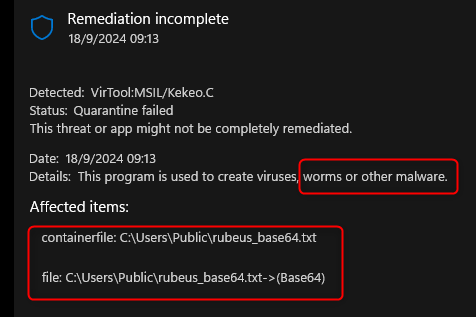 Remediation incomplete
18/9/2024 09:13
Detected: VirTool:MSIL/Kekeo.C
Status: Quarantine failed
This threat or app might not be completely remediated.
Date: 18/9/2024 09:13
Details: This program is used to create viruses, worms or other malware.
Affected items:
containerfile: C:\Users\Public\rubeus_base64.txt
file: C:\Users\Public\rubeus_base64.txt->(Base64)